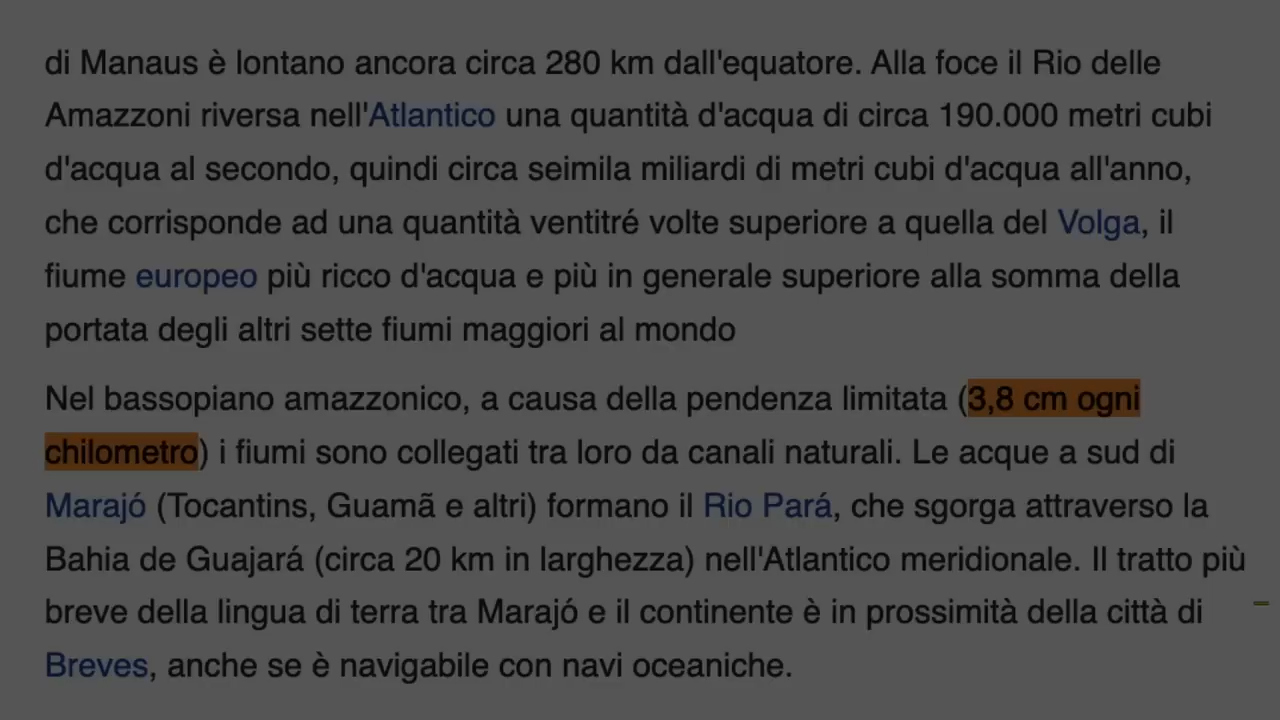 di Manaus è lontano ancora circa 280 km dall'equatore. Alla foce il Rio delle
Amazzoni riversa nell'Atlantico una quantità d'acqua di circa 190.000 metri cubi
d'acqua al secondo, quindi circa seimila miliardi di metri cubi d'acqua all'anno,
che corrisponde ad una quantità ventitré volte superiore a quella del Volga, il
fiume europeo più ricco d'acqua e più in generale superiore alla somma della
portata degli altri sette fiumi maggiori al mondo
Nel bassopiano amazzonico, a causa della pendenza limitata (3,8 cm ogni
chilometro) i fiumi sono collegati tra loro da canali naturali. Le acque a sud di
Marajó (Tocantins, Guamã e altri) formano il Rio Pará, che sgorga attraverso la
Bahia de Guajará (circa 20 km in larghezza) nell'Atlantico meridionale. Il tratto più
breve della lingua di terra tra Marajó e il continente è in prossimità della città di
Breves, anche se è navigabile con navi oceaniche.